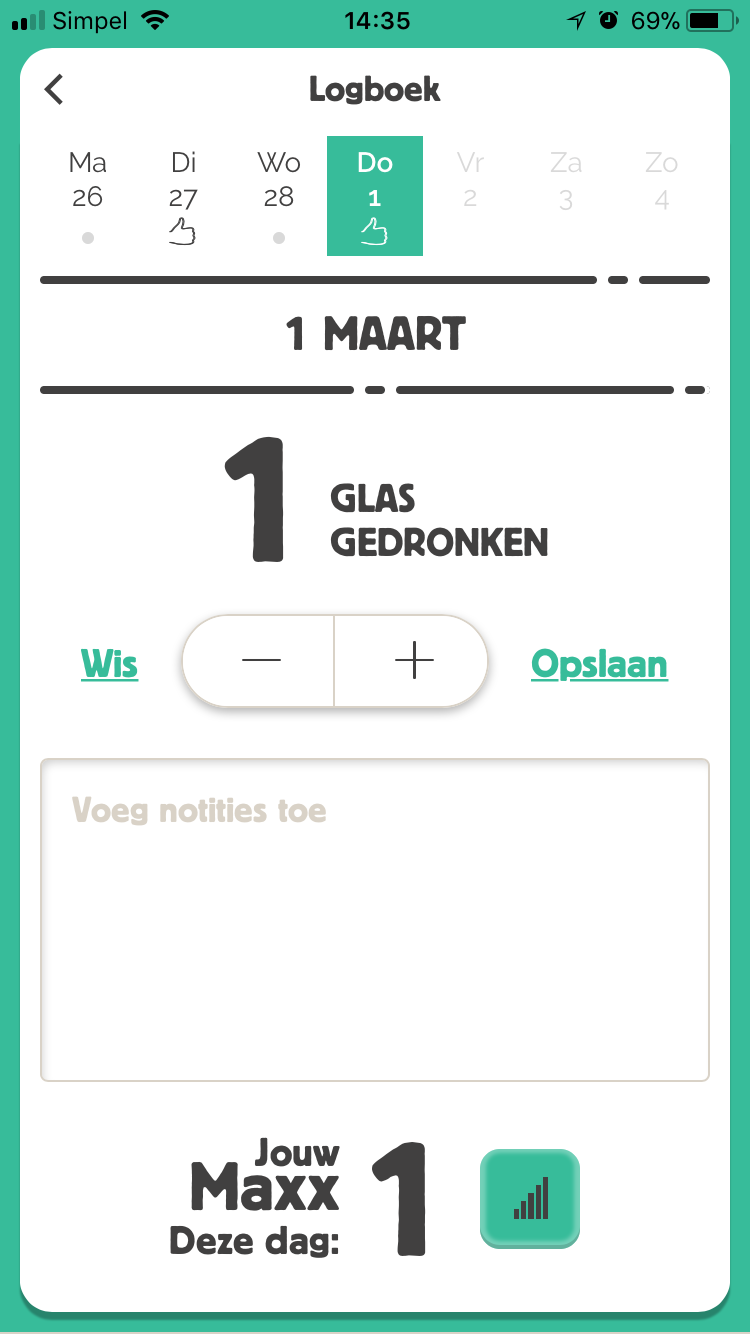 Simpel 14:35 69%
Logboek
Ma Di Wo Do Vr Za Zo
26 27 28 1 2 3 4
1 MAART
1 GLAS
GEDRONKEN
Wis Opslaan
Voeg notities toe
Jouw
Maxx 1
Deze dag: